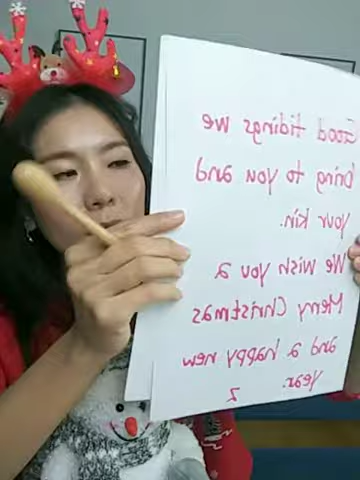 Good tidings we
bring to you and
your kin.
We wish you a
Merry Christmas
and a happy new
year.
2